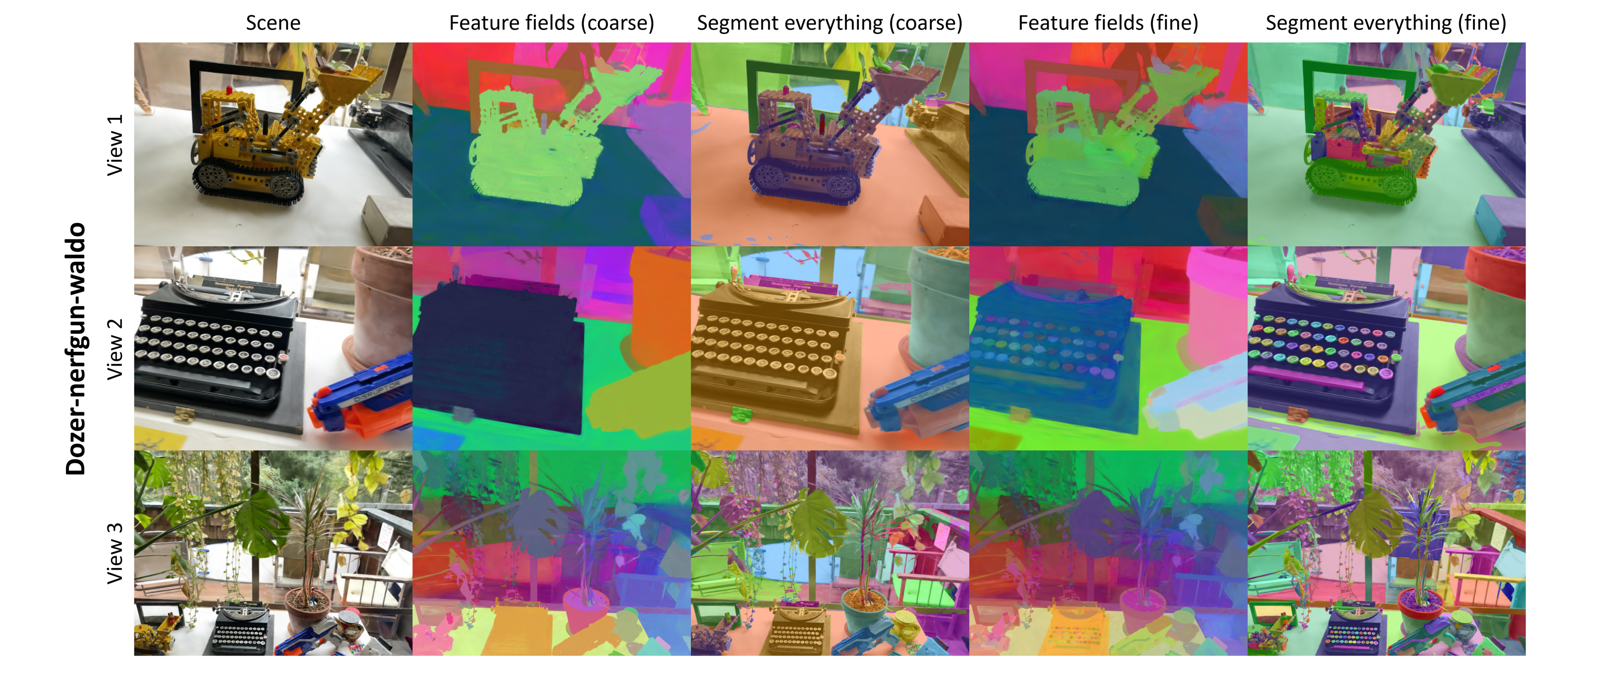 Scene
Feature fields (coarse)
Segment everything (coarse)
Feature fields (fine)
Segment everything (fine)
Dozer-nerfgun-waldo
View 1
View 2
View 3